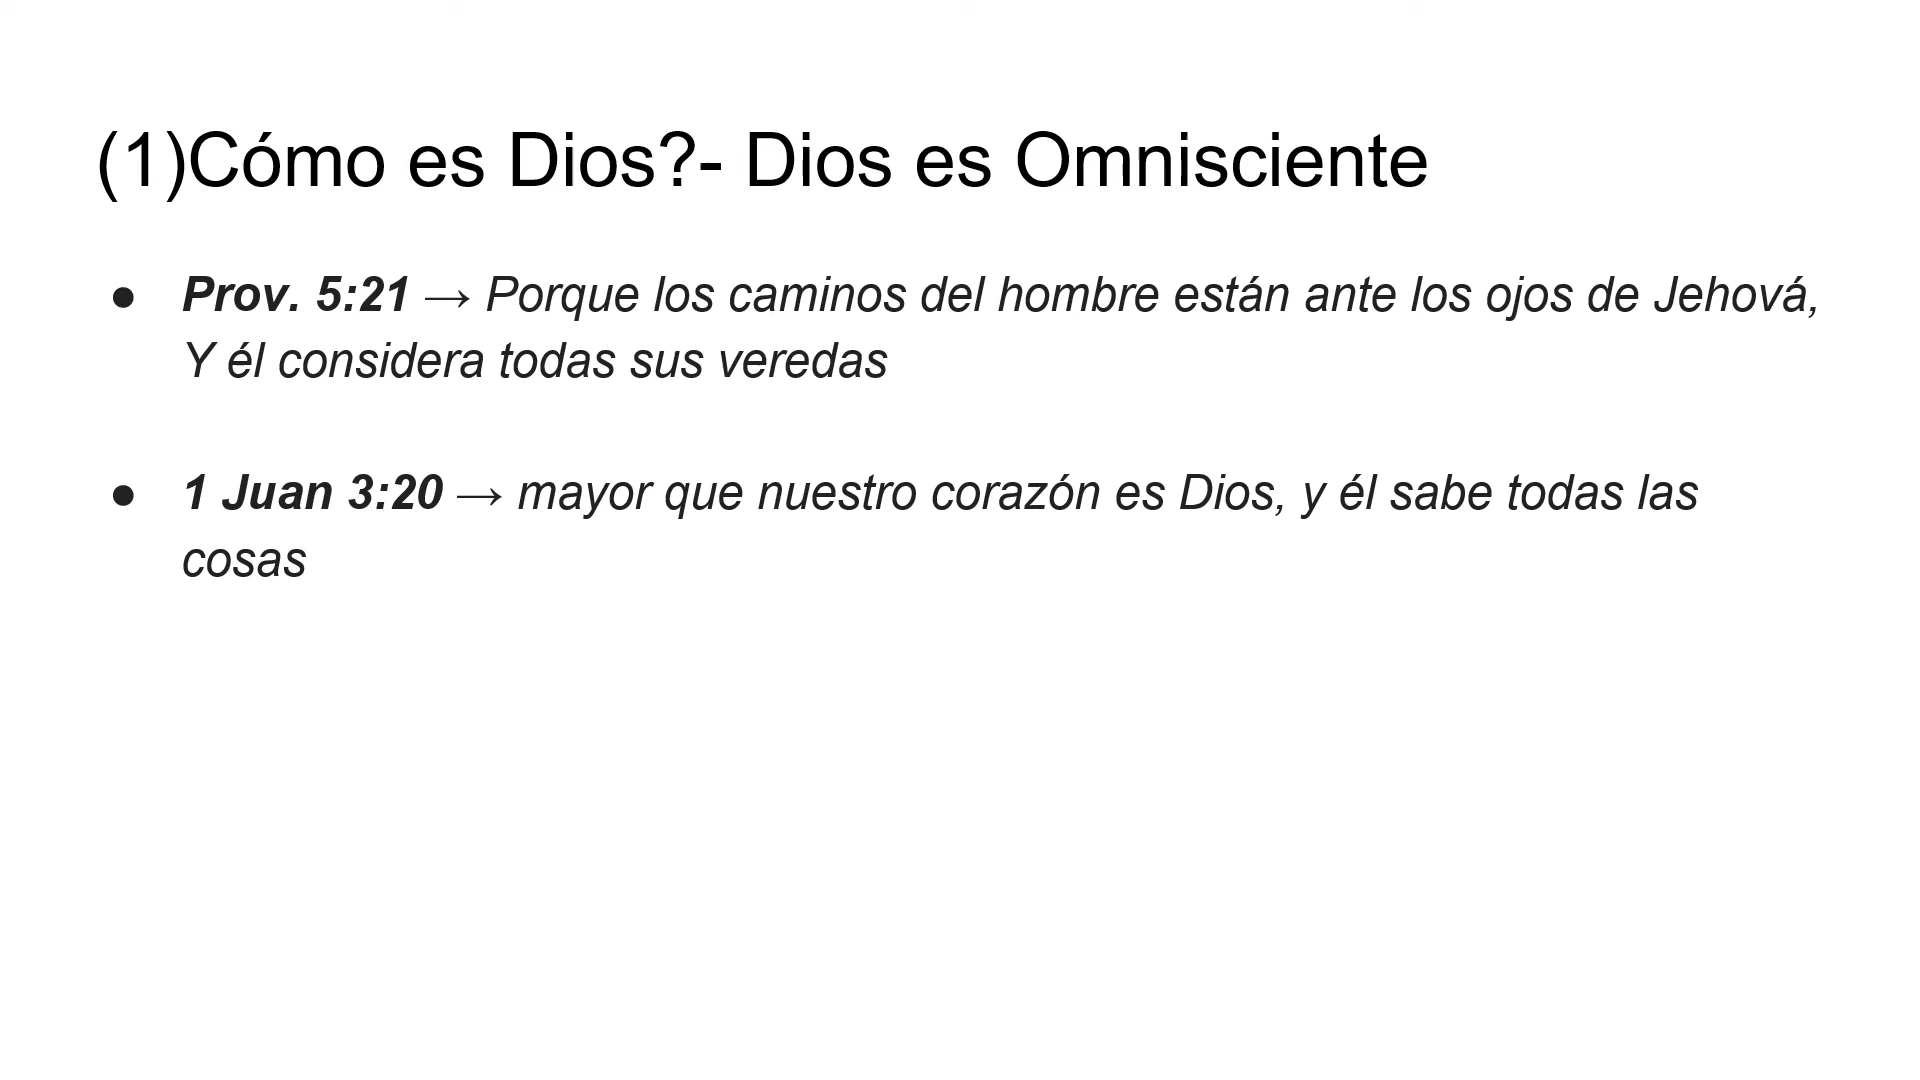 (1)Cómo es Dios?- Dios es Omnisciente
● Prov. 5:21 → Porque los caminos del hombre están ante los ojos de Jehová,
Y él considera todas sus veredas
● 1 Juan 3:20 → mayor que nuestro corazón es Dios, y él sabe todas las
cosas